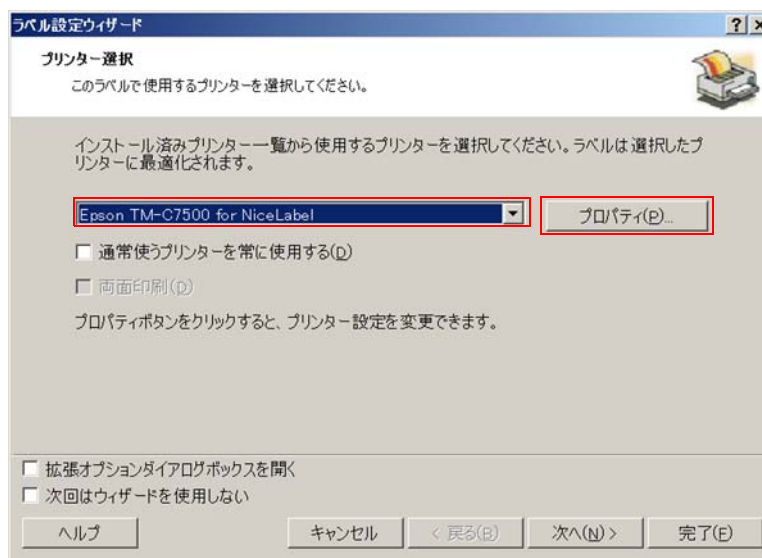 ラベル設定ウィザード
プリンター選択
このラベルで使用するプリンターを選択してください。
インストール済みプリンター一覧から使用するプリンターを選択してください。ラベルは選択したプ
リンターに最適化されます。
Epson TM-C7500 for NiceLabel
プロパティ(P)...
通常使うプリンターを常に使用する(D)
両面印刷(D)
プロパティボタンをクリックすると、プリンター設定を変更できます。
拡張オプションダイアログボックスを開く
次回はウィザードを使用しない
ヘルプ キャンセル < 戻る(B) 次へ(N) > 完了(F)